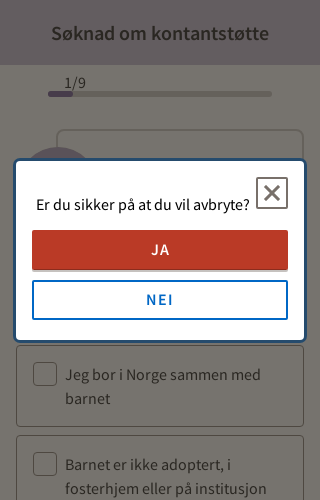 Søknad om kontantstøtte
1/9
Er du sikker på at du vil avbryte?
JA
NEI
Jeg bor i Norge sammen med
barnet
Barnet er ikke adoptert, i
fosterhjem eller på institusjon